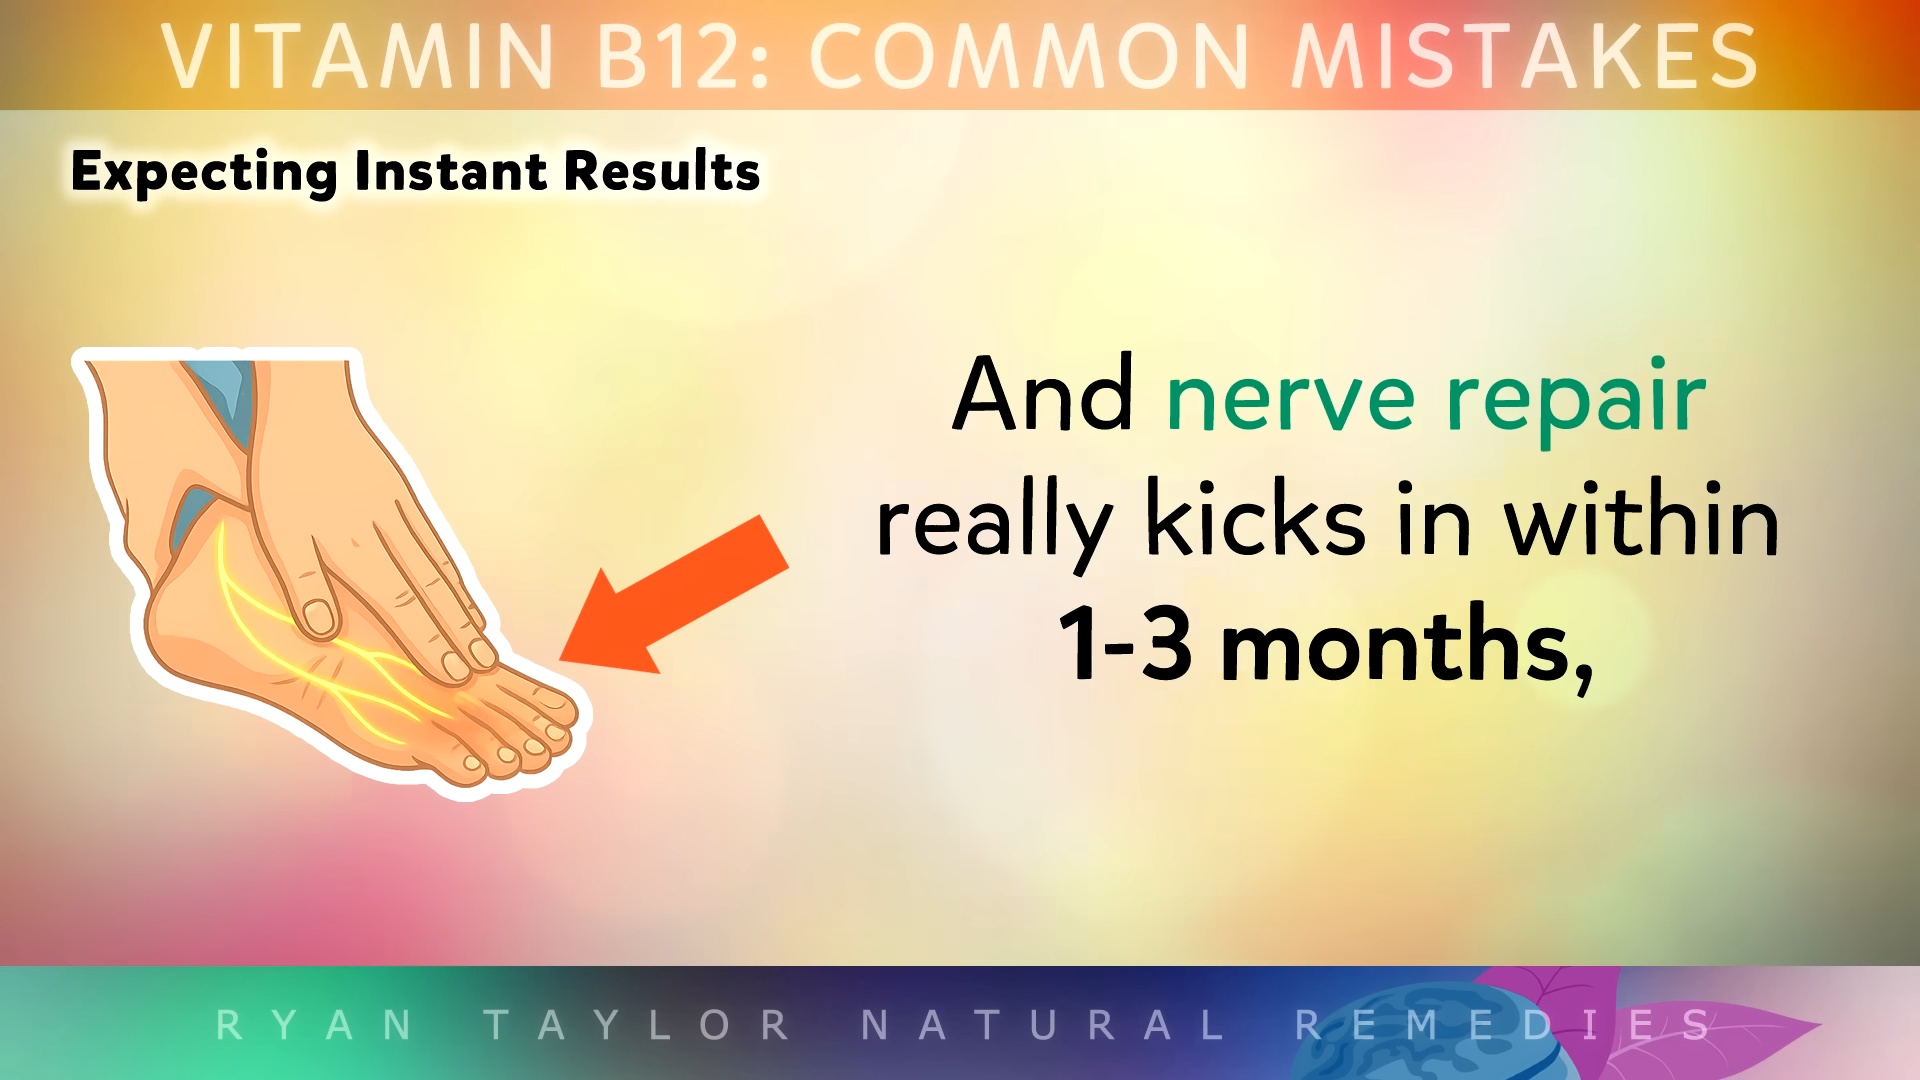 VITAMIN B12: COMMON MISTAKES
Expecting Instant Results
And nerve repair
really kicks in within
1-3 months,
RYAN TAYLOR NATURAL REMEDIES